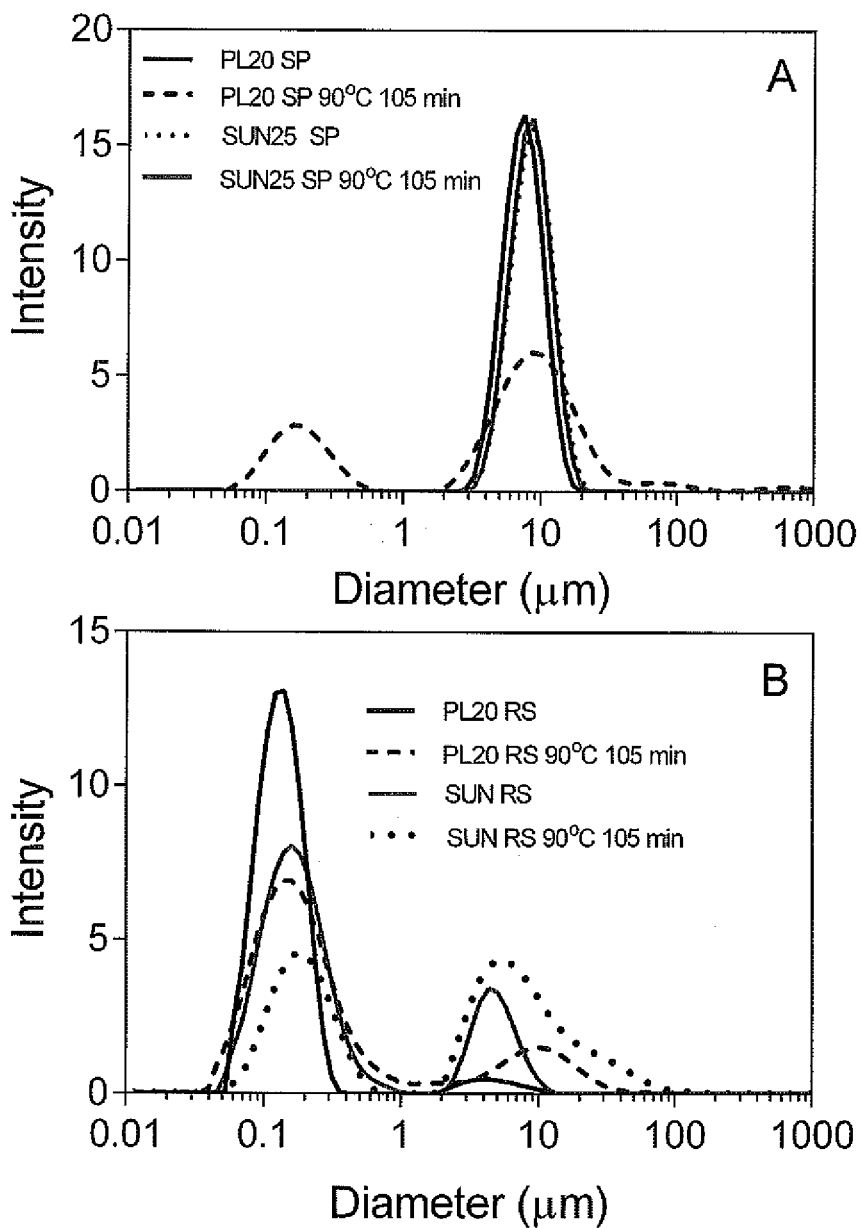 20
A
PL20 SP
PL20 SP 90°C 105 min
15
SUN25 SP
SUN25 SP 90°C 105 min
Intensity
10
5
0
0.01 0.1 1 10 100 1000
Diameter (μm)
15
B
PL20 RS
PL20 RS 90°C 105 min
10
SUN RS
SUN RS 90°C 105 min
Intensity
5
0
0.01 0.1 1 10 100 1000
Diameter (μm)